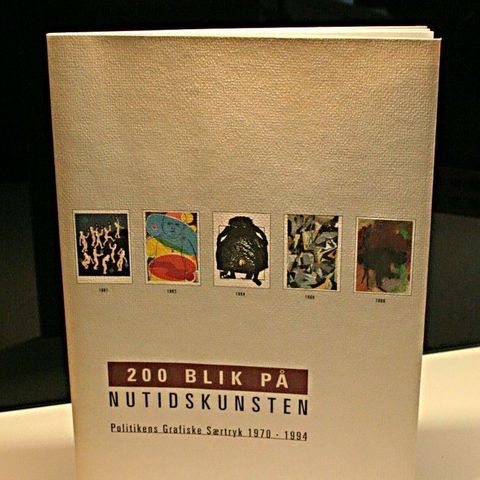 200 BLIK PÅ
NUTIDSKUNSTEN
Politikens Grafiske Særtryk 1970 - 1994